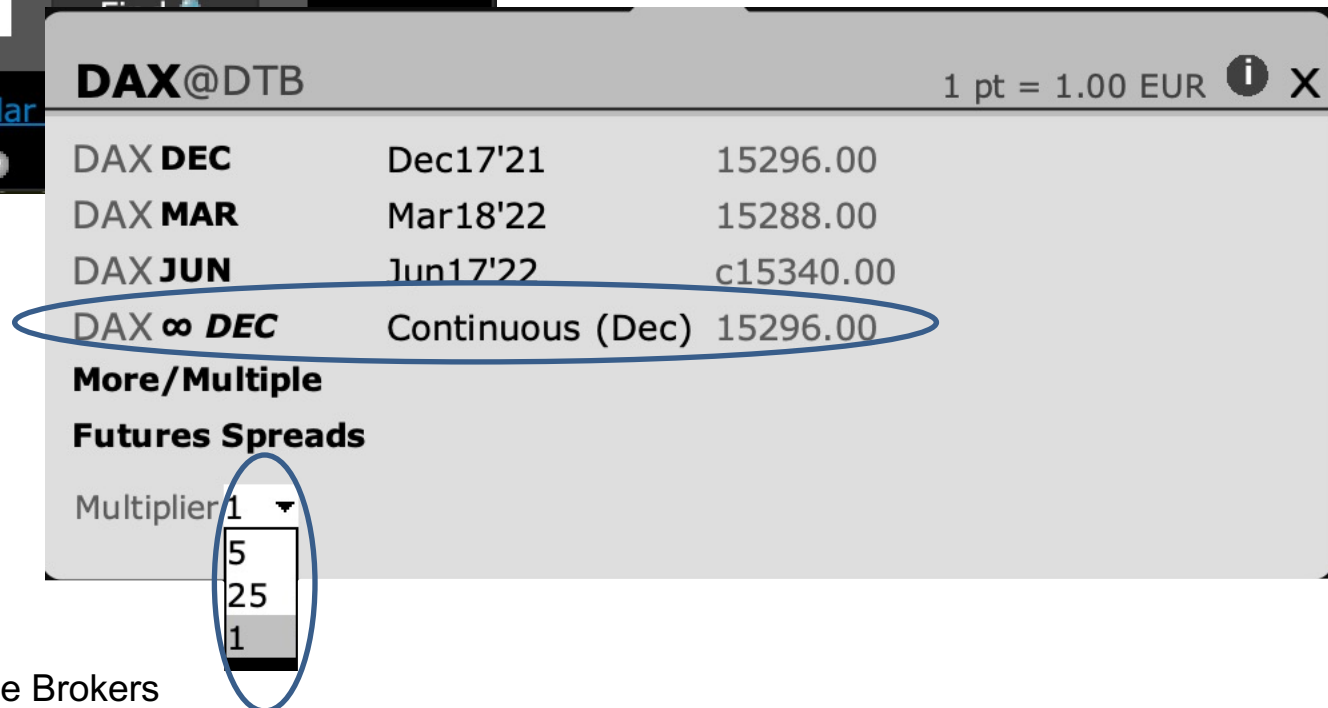 DAX@DTB 1 pt = 1.00 EUR i X
DAX DEC Dec17'21 15296.00
DAX MAR Mar18'22 15288.00
DAX JUN Jun17'22 c15340.00
DAX ∞ DEC Continuous (Dec) 15296.00
More/Multiple
Futures Spreads
Multiplier 1
5
25
1
e Brokers